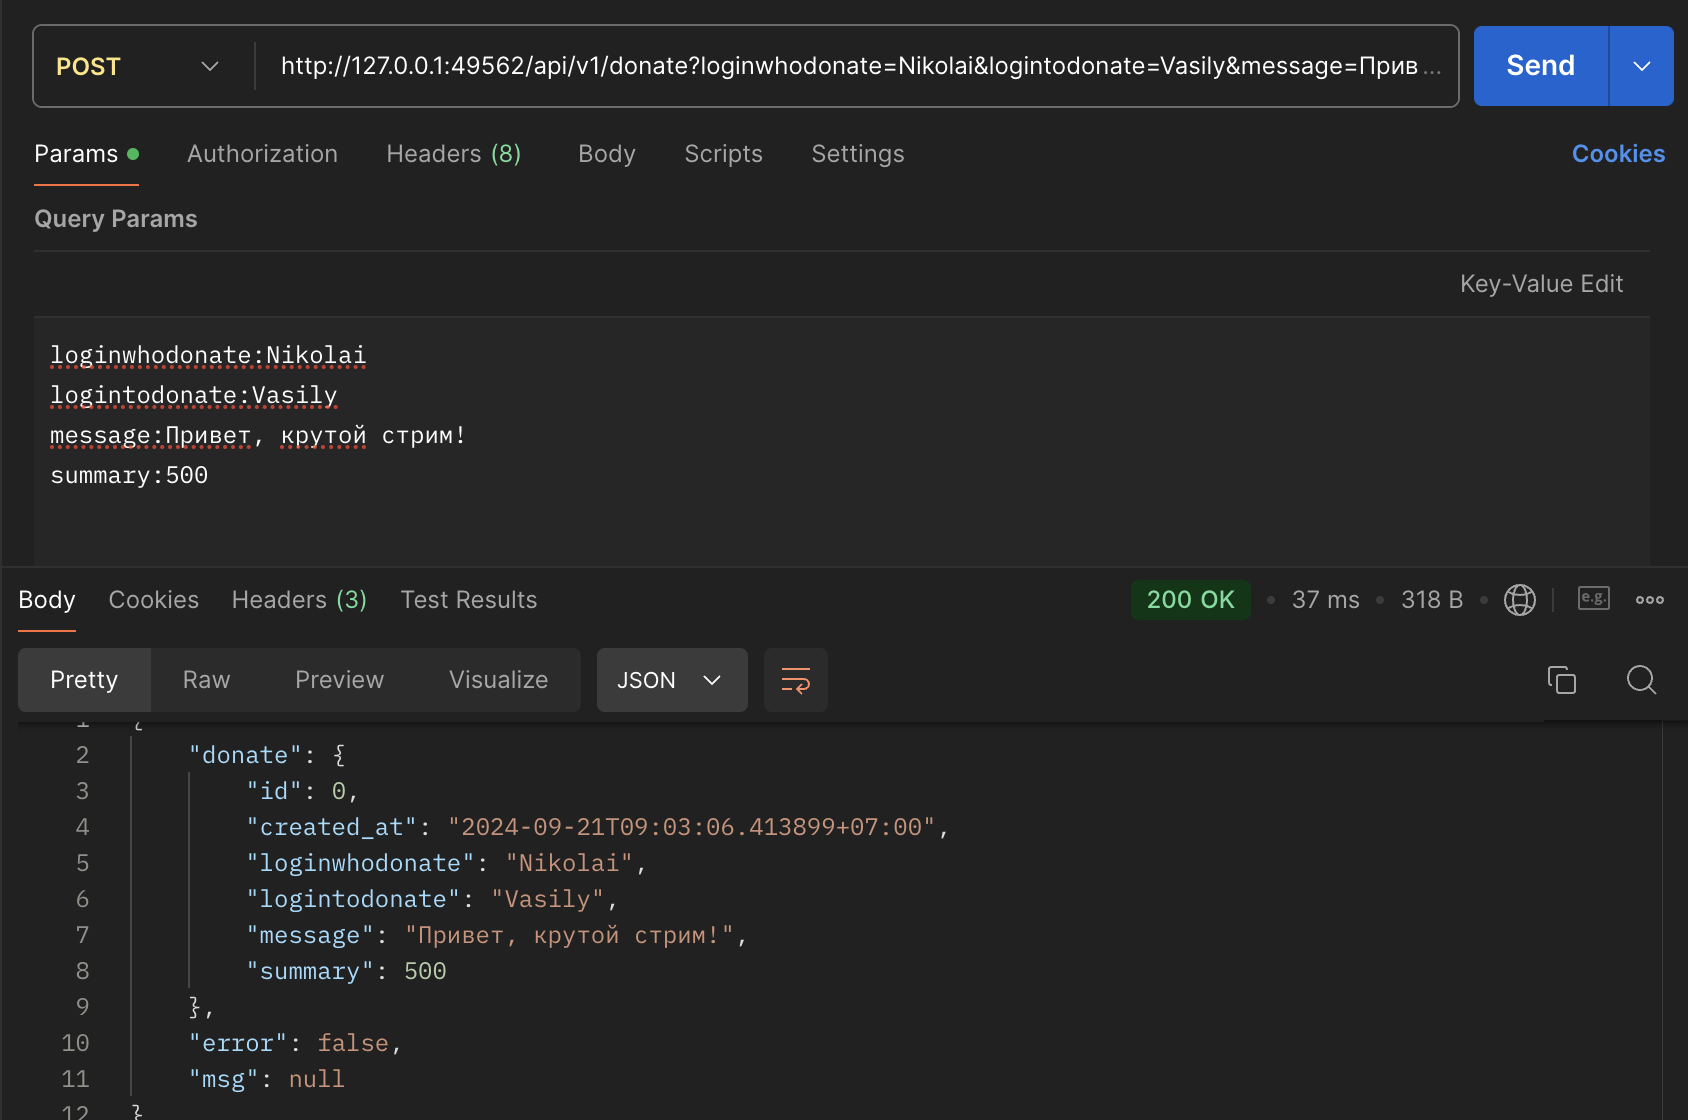 POST http://127.0.0.1:49562/api/v1/donate?loginwhodonate=Nikolai&logintodonate=Vasily&message=Прив... Send
Params Authorization Headers (8) Body Scripts Settings Cookies
Query Params
Key-Value Edit
loginwhodonate:Nikolai
logintodonate:Vasily
message:Привет, крутой стрим!
summary:500
Body Cookies Headers (3) Test Results 200 OK • 37 ms • 318 B • e.g.
Pretty Raw Preview Visualize JSON
1 {
2 "donate": {
3 "id": 0,
4 "created_at": "2024-09-21T09:03:06.413899+07:00",
5 "loginwhodonate": "Nikolai",
6 "logintodonate": "Vasily",
7 "message": "Привет, крутой стрим!",
8 "summary": 500
9 },
10 "error": false,
11 "msg": null
12 }